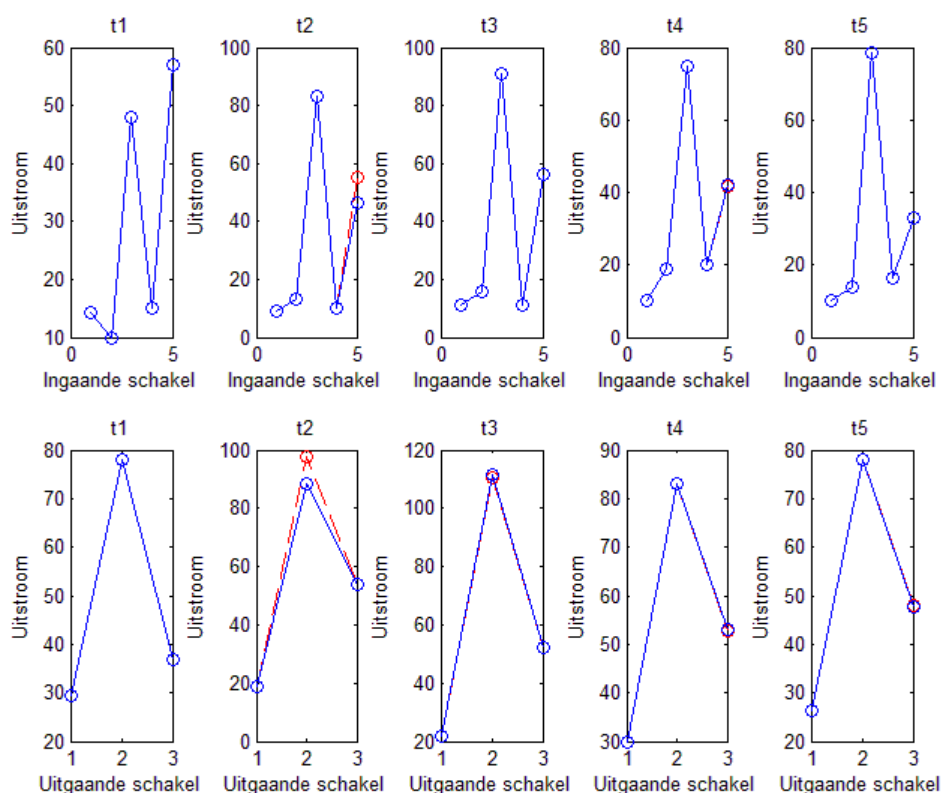 t1 t2 t3 t4 t5
60 100 100 80 80
50 80 80 60 60
40 60 60 40 40
30 40 40 20 20
20 20 20 0 0
10 0 0
Uitstroom Uitstroom Uitstroom Uitstroom Uitstroom
0 5 0 5 0 5 0 5 0 5
Ingaande schakel Ingaande schakel Ingaande schakel Ingaande schakel Ingaande schakel
t1 t2 t3 t4 t5
80 100 120 90 80
70 80 100 80 70
60 60 80 70 60
50 40 60 60 50
40 20 40 50 40
30 0 20 40 30
20 30 20
Uitstroom Uitstroom Uitstroom Uitstroom Uitstroom
1 2 3 1 2 3 1 2 3 1 2 3 1 2 3
Uitgaande schakel Uitgaande schakel Uitgaande schakel Uitgaande schakel Uitgaande schakel